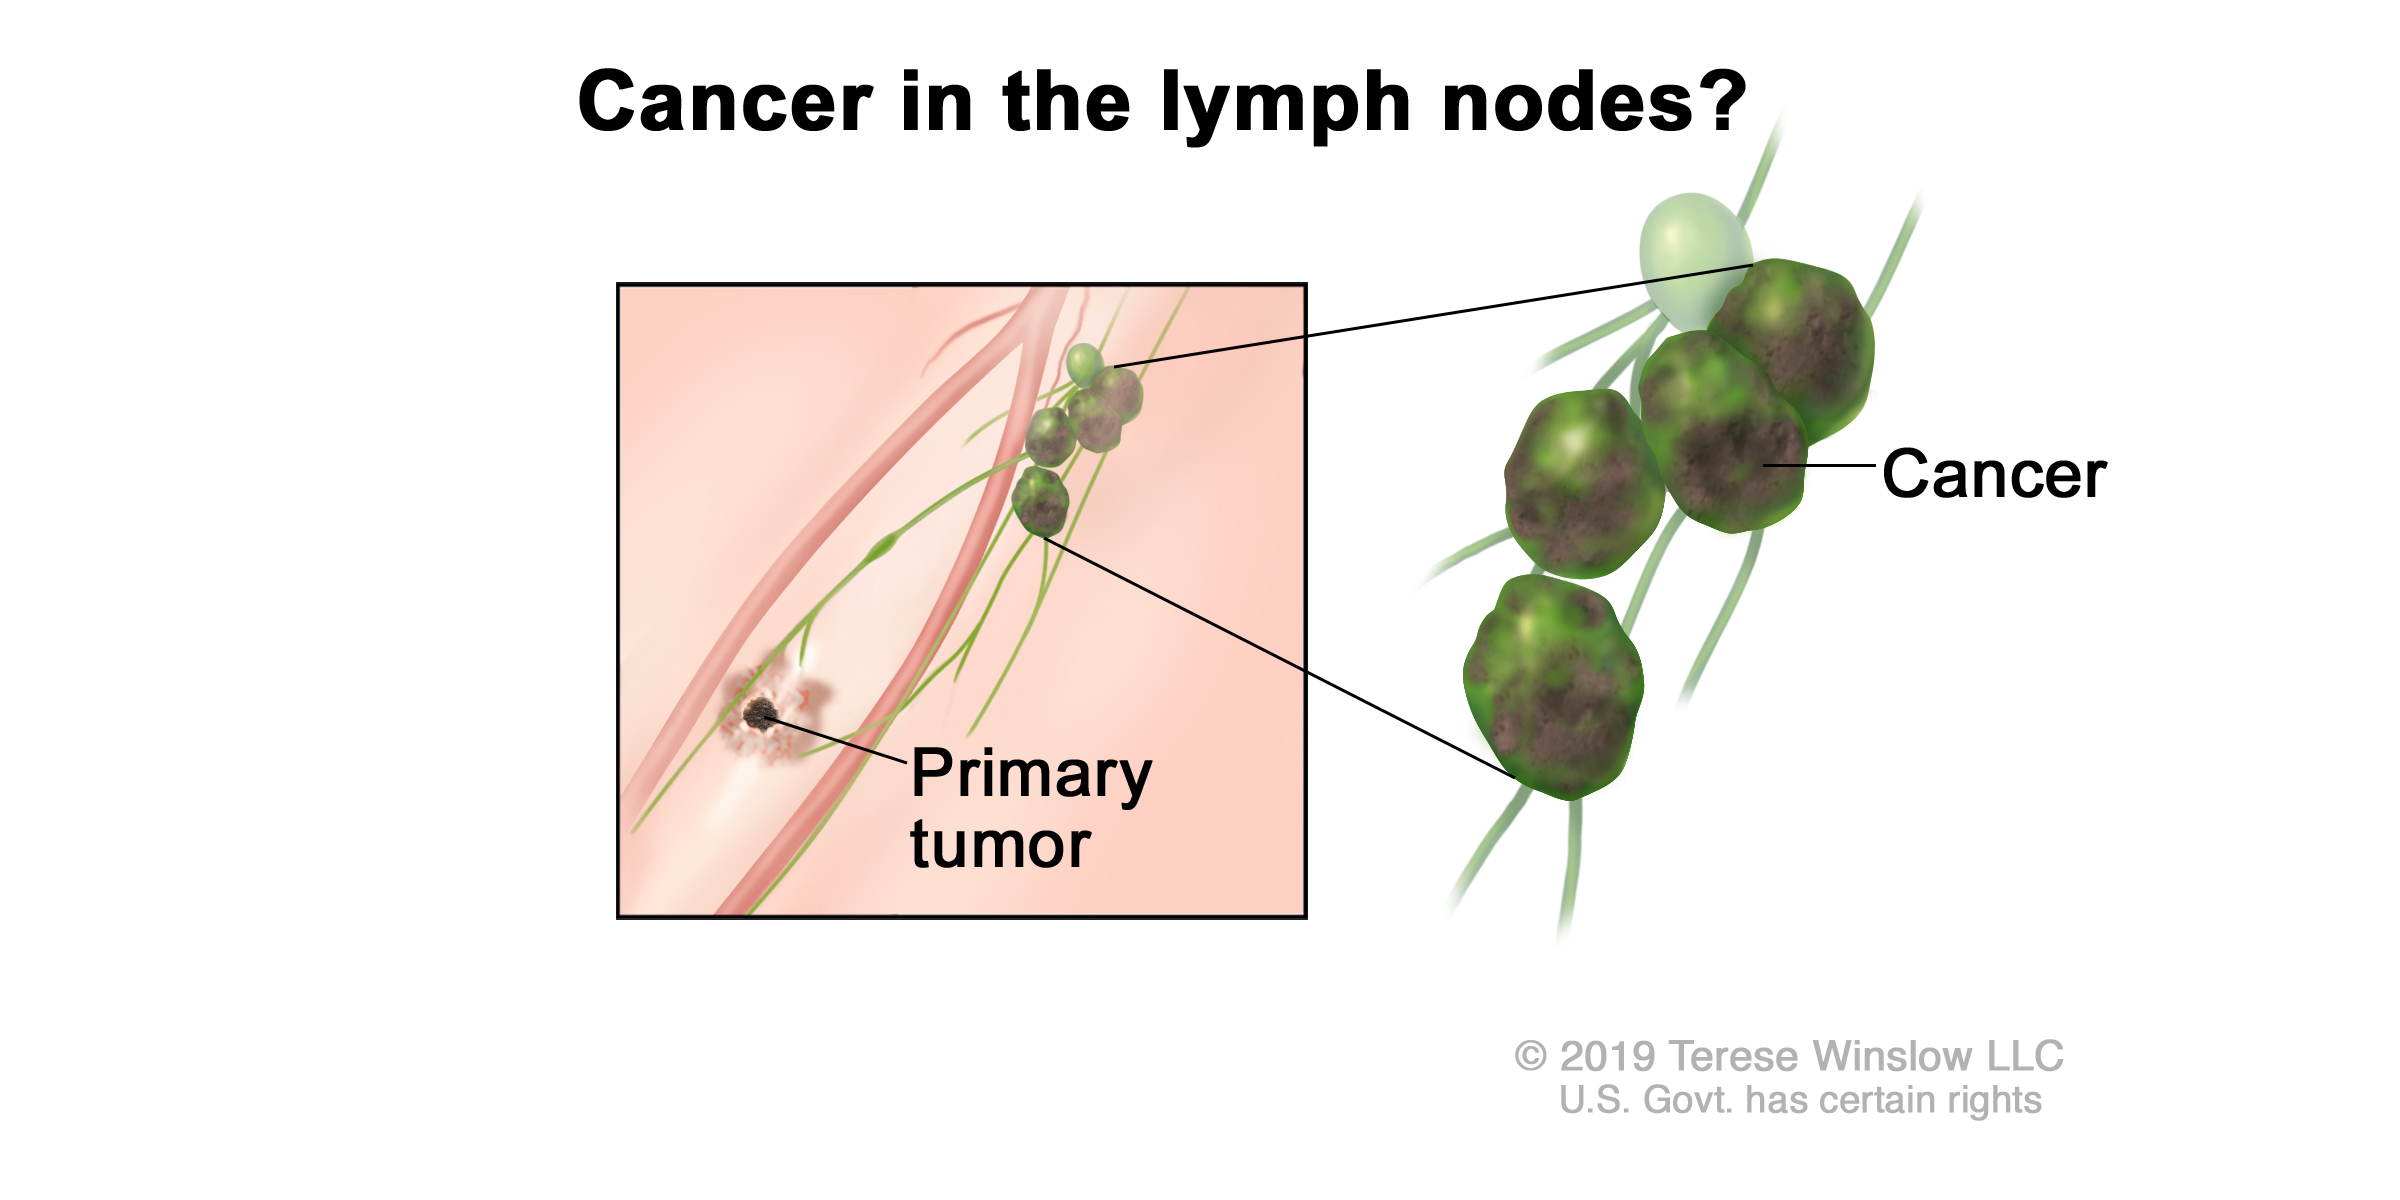 Cancer in the lymph nodes?
Cancer
Primary
tumor
© 2019 Terese Winslow LLC
U.S. Govt. has certain rights